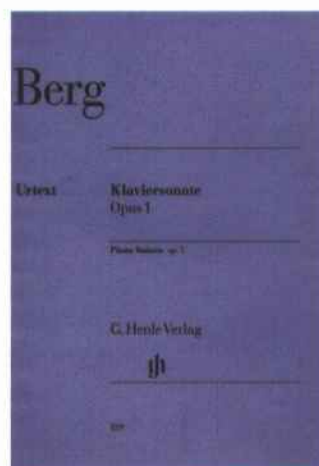 Berg
Urtext
Klaviersonate
Opus 1
Piano Sonata op. 1
G. Henle Verlag